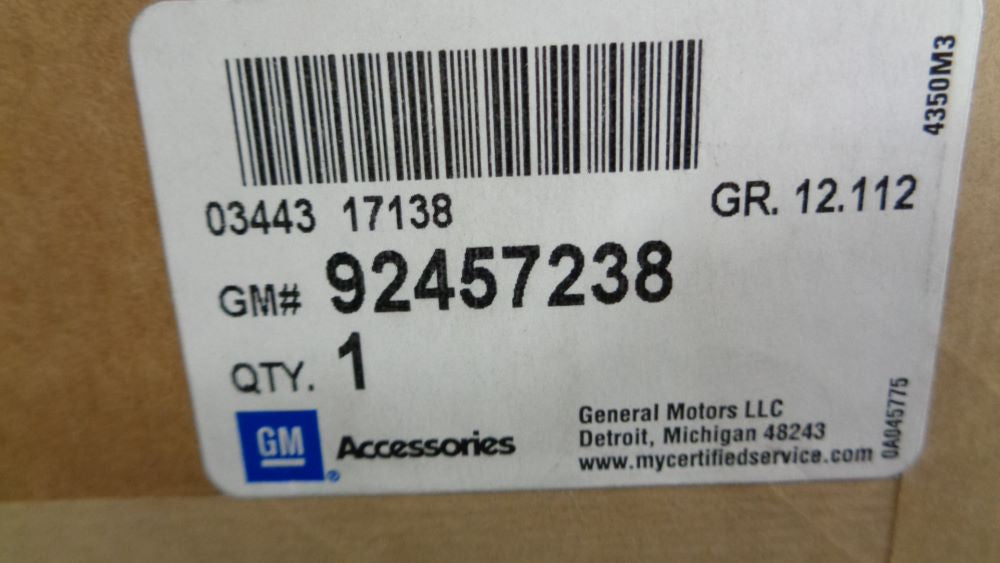 4350M3
03443 17138
GR. 12.112
GM# 92457238
QTY. 1
GM
® Accessories
General Motors LLC
Detroit, Michigan 48243
www.mycertifiedservice.com
0A045775